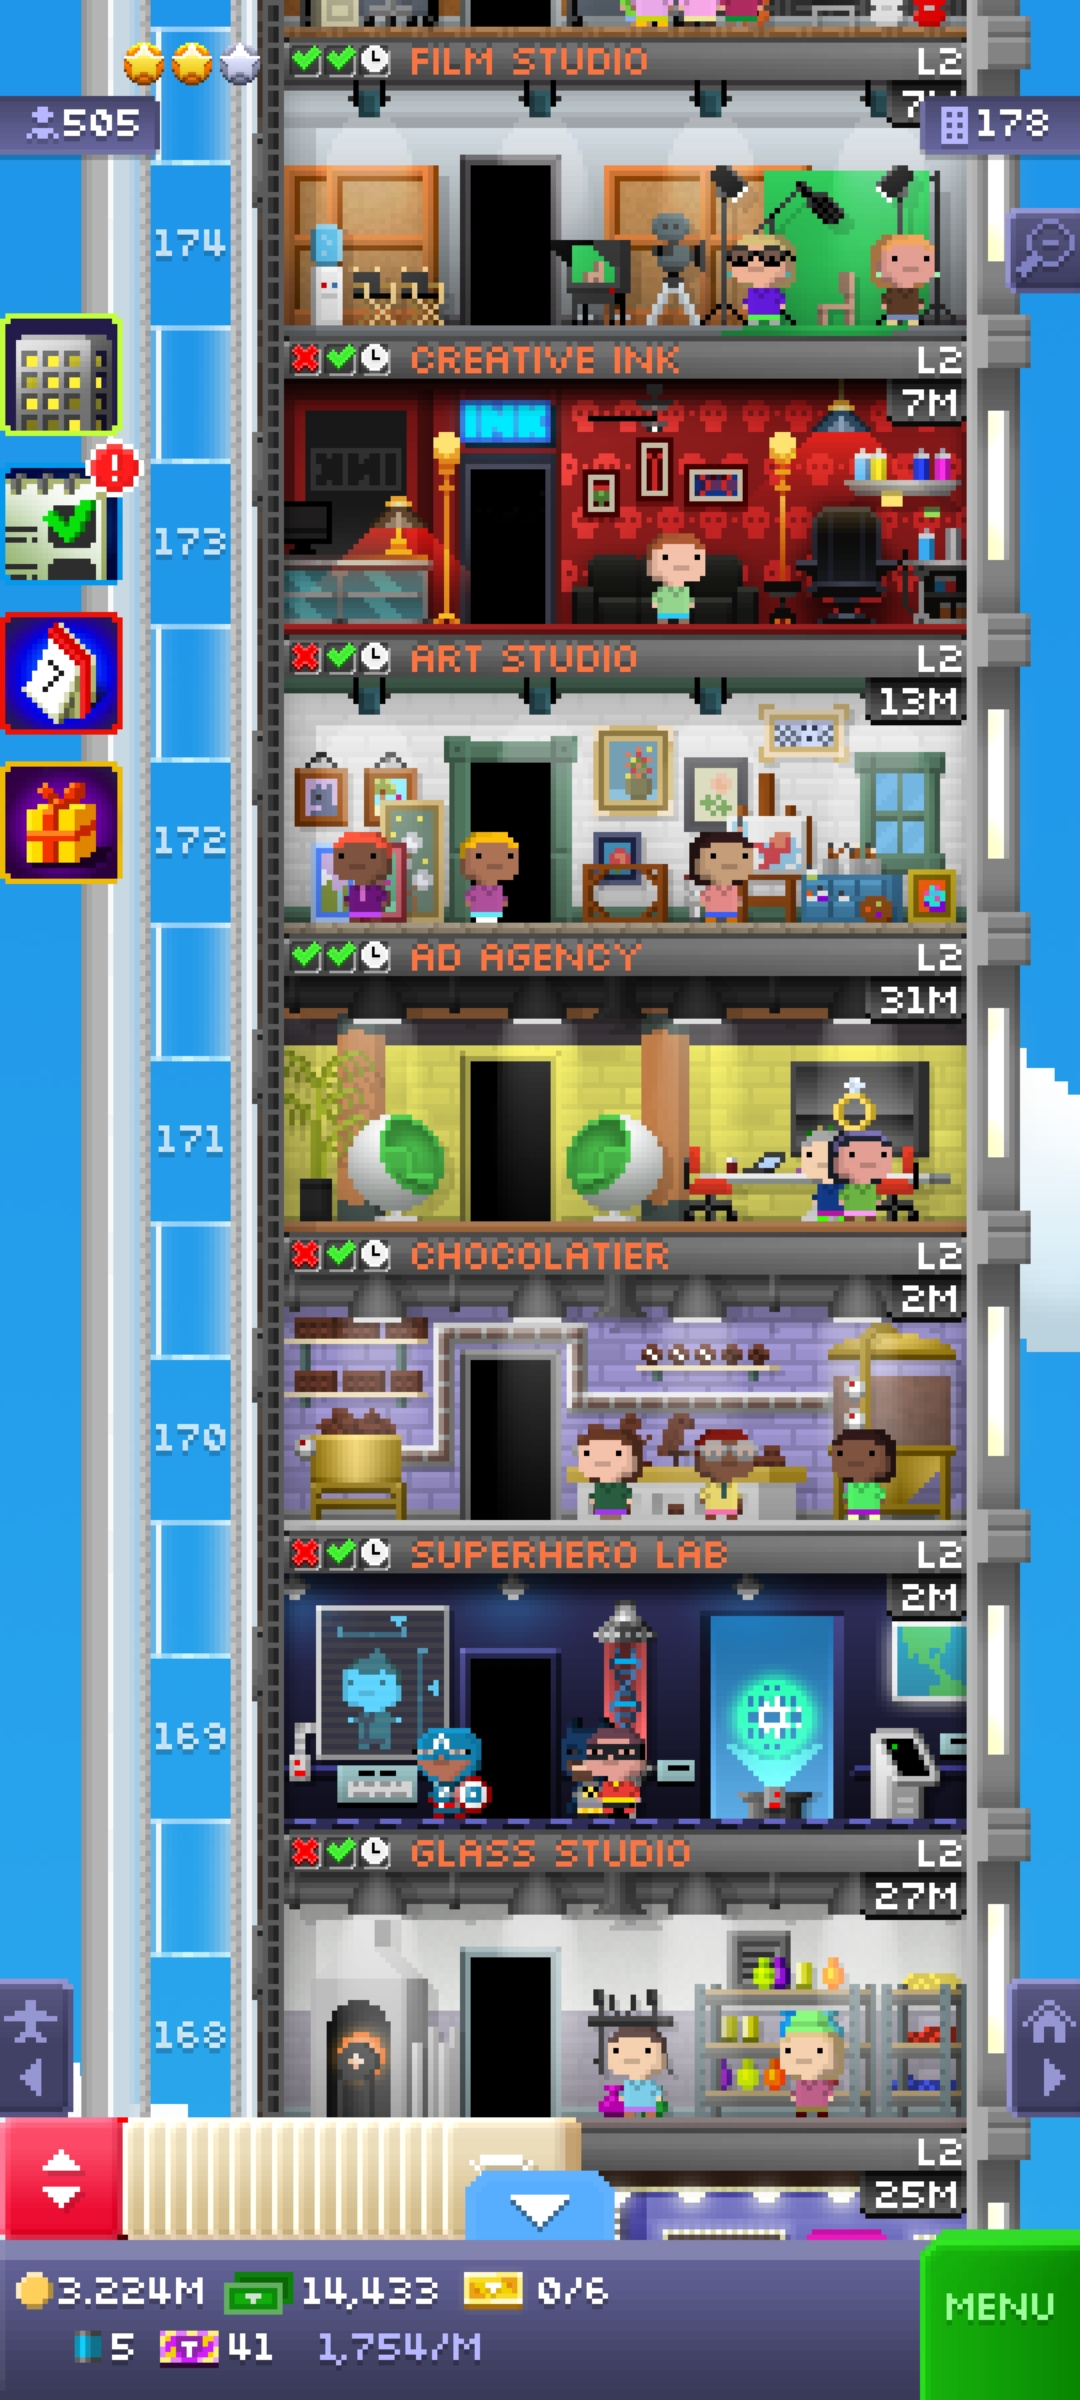 FILM STUDIO L2
505
178
174
CREATIVE INK L2
7M
INK
173
ART STUDIO L2
13M
172
AD AGENCY L2
31M
171
CHOCOLATIER L2
2M
170
SUPERHERO LAB L2
2M
169
GLASS STUDIO L2
27M
168
L2
25M
3.224M 14,433 0/6
5 41 1,754/M
MENU